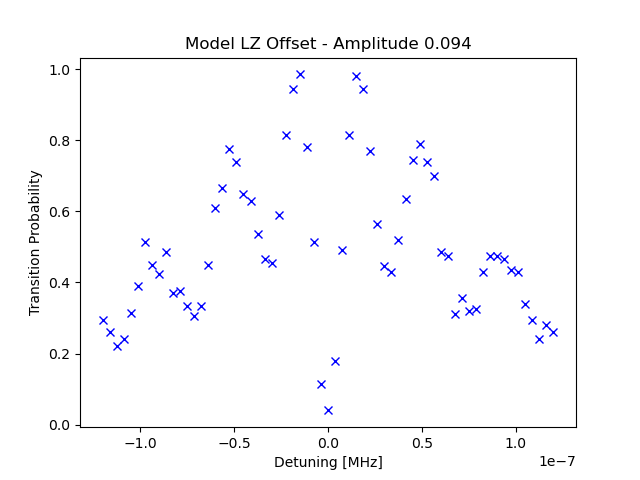 Model LZ Offset - Amplitude 0.094
1.0
0.8
0.6
0.4
0.2
0.0
Transition Probability
−1.0 −0.5 0.0 0.5 1.0
1e−7
Detuning [MHz]